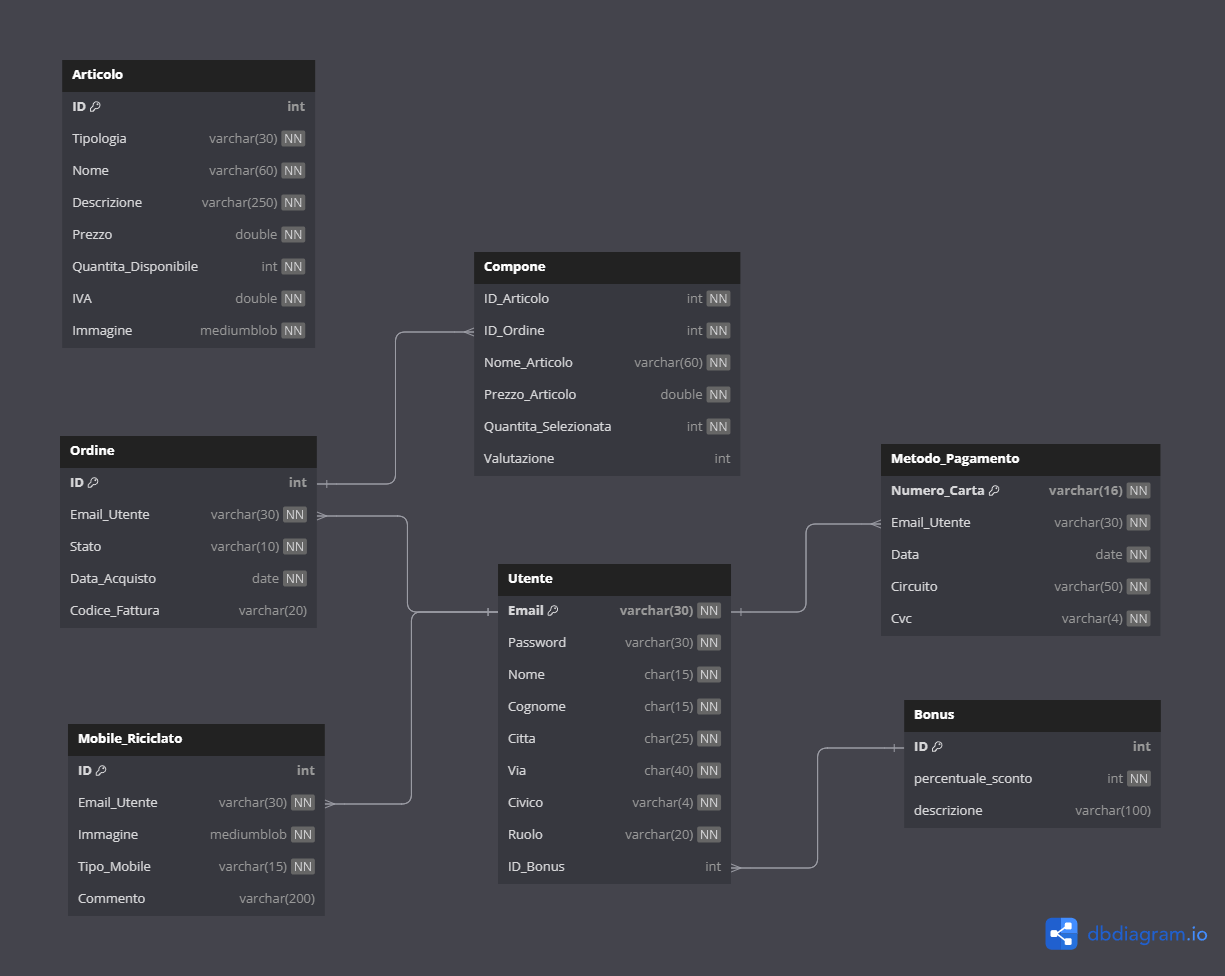 Articolo
ID int
Tipologia varchar(30) NN
Nome varchar(60) NN
Descrizione varchar(250) NN
Prezzo double NN
Quantita_Disponibile int NN
IVA double NN
Immagine mediumblob NN
Compone
ID_Articolo int NN
ID_Ordine int NN
Nome_Articolo varchar(60) NN
Prezzo_Articolo double NN
Quantita_Selezionata int NN
Valutazione int
Ordine
ID int
Email_Utente varchar(30) NN
Stato varchar(10) NN
Data_Acquisto date NN
Codice_Fattura varchar(20)
Metodo_Pagamento
Numero_Carta varchar(16) NN
Email_Utente varchar(30) NN
Data date NN
Circuito varchar(50) NN
Cvc varchar(4) NN
Utente
Email varchar(30) NN
Password varchar(30) NN
Nome char(15) NN
Cognome char(15) NN
Citta char(25) NN
Via char(40) NN
Civico varchar(4) NN
Ruolo varchar(20) NN
ID_Bonus int
Mobile_Riciclato
ID int
Email_Utente varchar(30) NN
Immagine mediumblob NN
Tipo_Mobile varchar(15) NN
Commento varchar(200)
Bonus
ID int
percentuale_sconto int NN
descrizione varchar(100)
dbdiagram.io